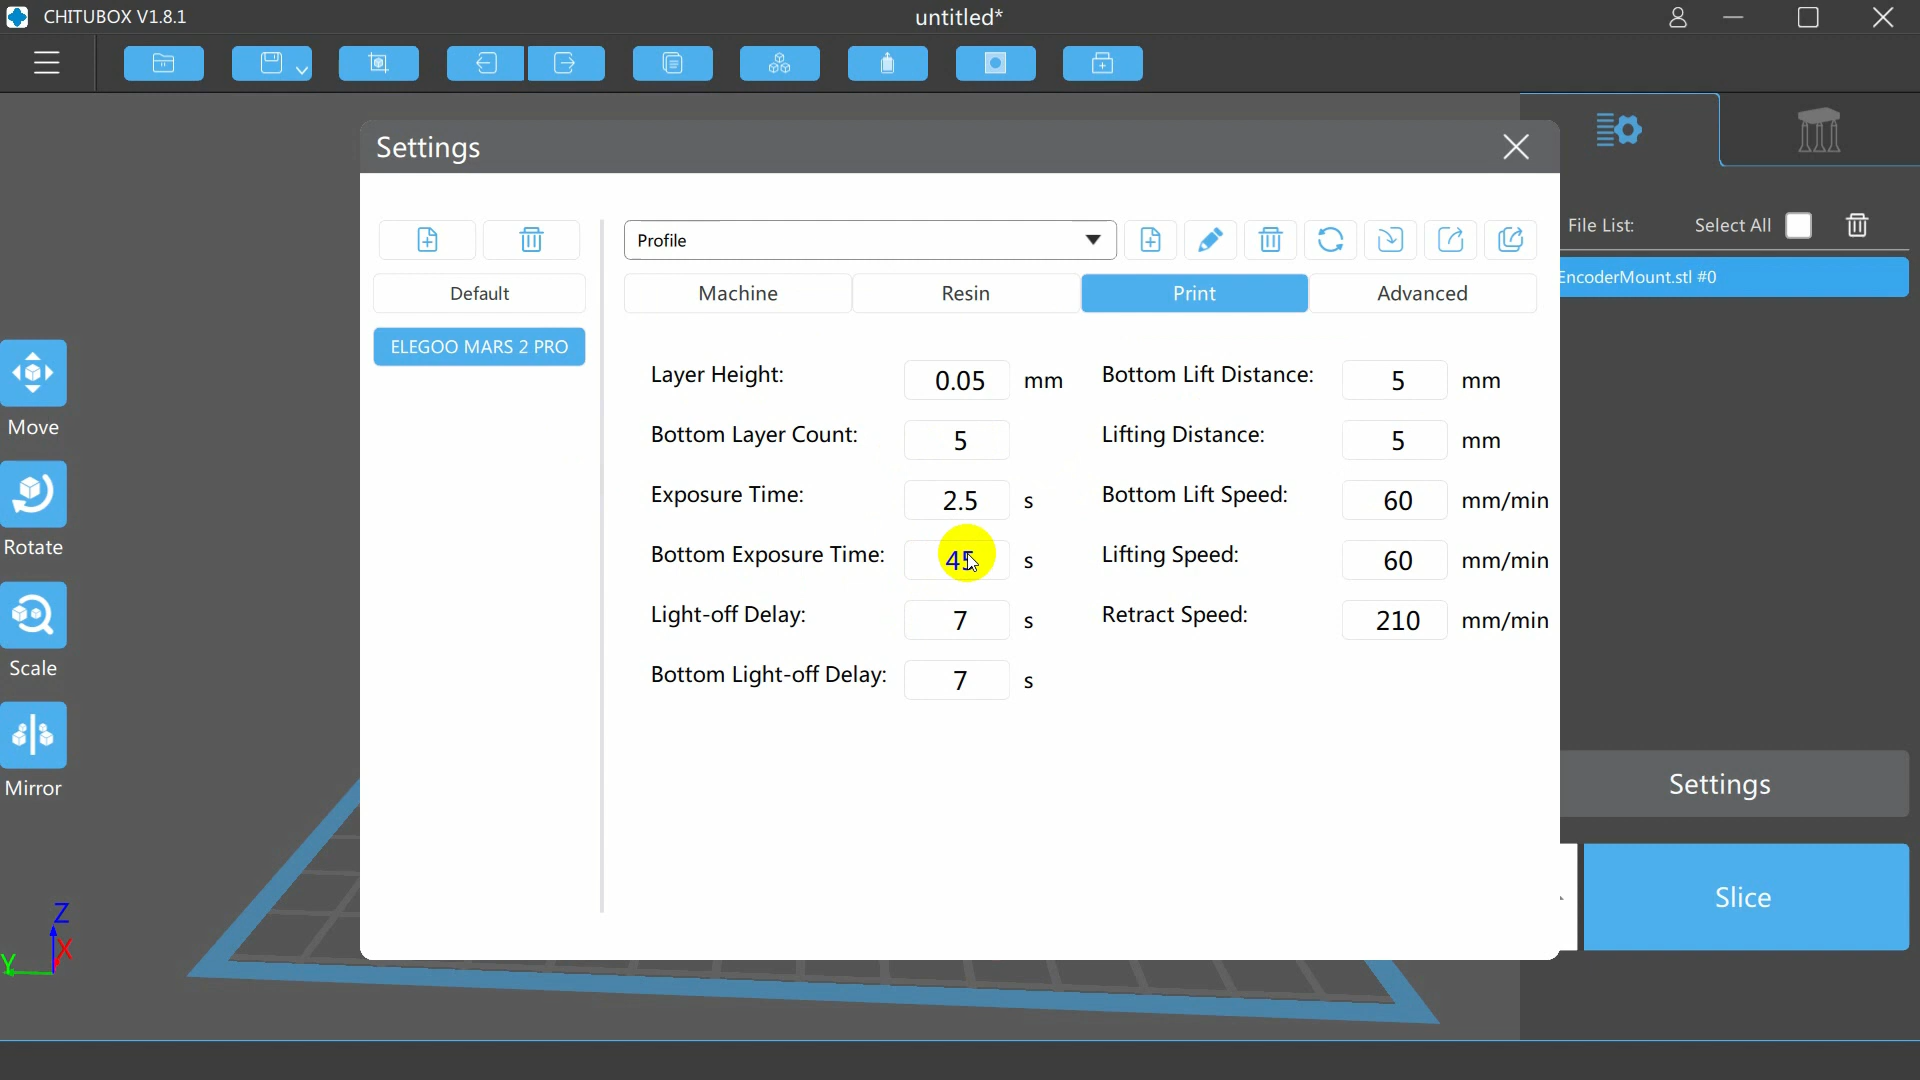 CHITUBOX V1.8.1
untitled*
Settings
File List:
Select All
EncoderMount.stl #0
Profile
Default
ELEGOO MARS 2 PRO
Machine
Resin
Print
Advanced
Layer Height: 0.05 mm
Bottom Lift Distance: 5 mm
Bottom Layer Count: 5
Lifting Distance: 5 mm
Exposure Time: 2.5 s
Bottom Lift Speed: 60 mm/min
Bottom Exposure Time: 45 s
Lifting Speed: 60 mm/min
Light-off Delay: 7 s
Retract Speed: 210 mm/min
Bottom Light-off Delay: 7 s
Move
Rotate
Scale
Mirror
Settings
Slice
Z
X
Y